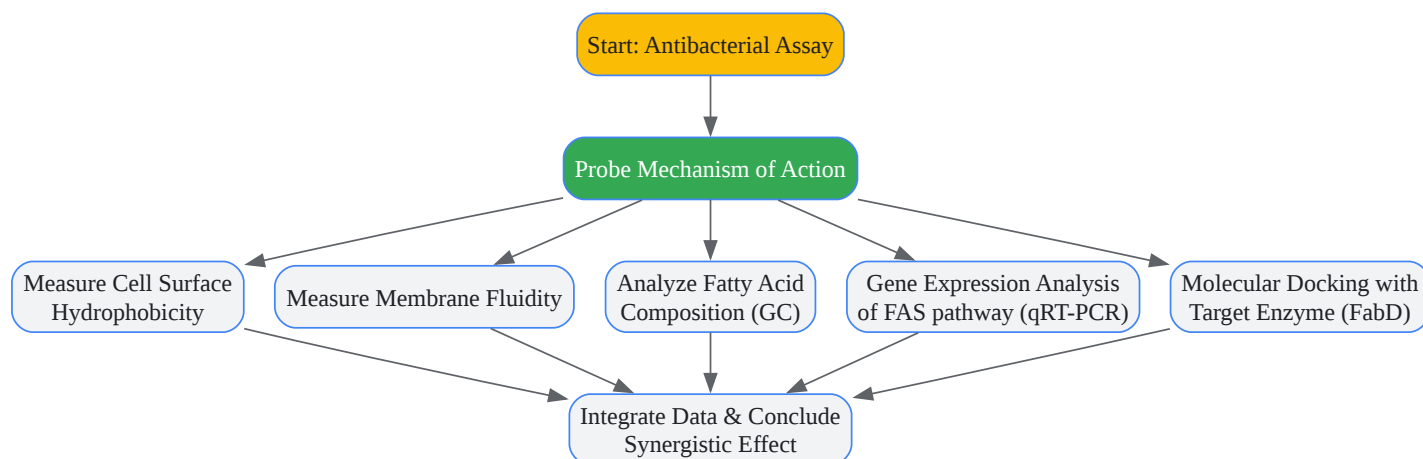 Start: Antibacterial Assay
Probe Mechanism of Action
Measure Cell Surface
Hydrophobicity
Measure Membrane Fluidity
Analyze Fatty Acid
Composition (GC)
Gene Expression Analysis
of FAS pathway (qRT-PCR)
Molecular Docking with
Target Enzyme (FabD)
Integrate Data & Conclude
Synergistic Effect